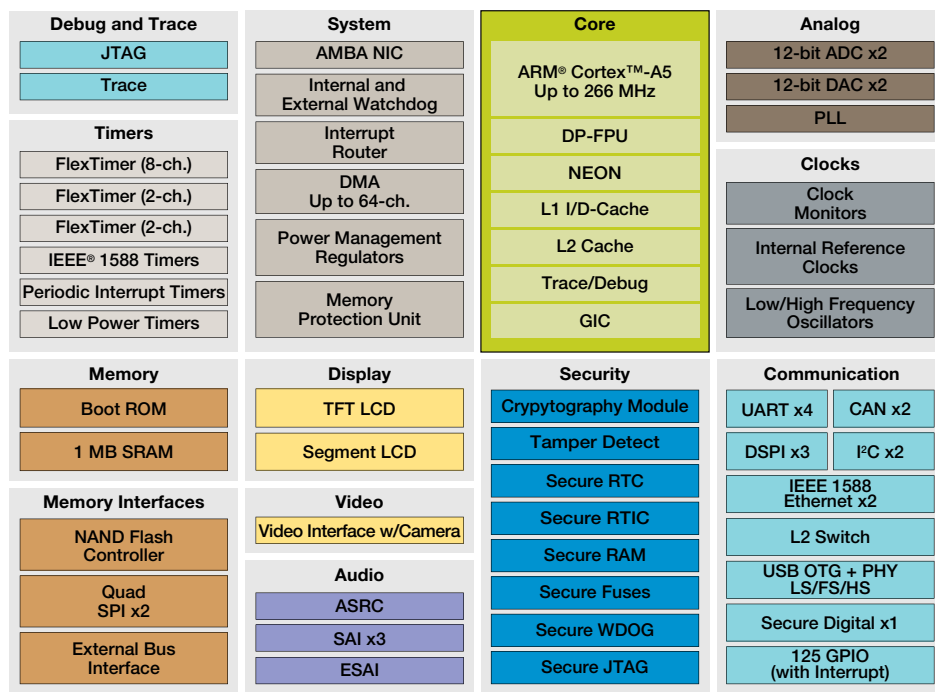 Debug and Trace
JTAG
Trace
Timers
FlexTimer (8-ch.)
FlexTimer (2-ch.)
FlexTimer (2-ch.)
IEEE® 1588 Timers
Periodic Interrupt Timers
Low Power Timers
System
AMBA NIC
Internal and
External Watchdog
Interrupt
Router
DMA
Up to 64-ch.
Power Management
Regulators
Memory
Protection Unit
Core
ARM® Cortex™-A5
Up to 266 MHz
DP-FPU
NEON
L1 I/D-Cache
L2 Cache
Trace/Debug
GIC
Analog
12-bit ADC x2
12-bit DAC x2
PLL
Clocks
Clock
Monitors
Internal Reference
Clocks
Low/High Frequency
Oscillators
Memory
Boot ROM
1 MB SRAM
Memory Interfaces
NAND Flash
Controller
Quad
SPI x2
External Bus
Interface
Display
TFT LCD
Segment LCD
Video
Video Interface w/Camera
Audio
ASRC
SAI x3
ESAI
Security
Crypytography Module
Tamper Detect
Secure RTC
Secure RTIC
Secure RAM
Secure Fuses
Secure WDOG
Secure JTAG
Communication
UART x4
CAN x2
DSPI x3
I²C x2
IEEE 1588
Ethernet x2
L2 Switch
USB OTG + PHY
LS/FS/HS
Secure Digital x1
125 GPIO
(with Interrupt)